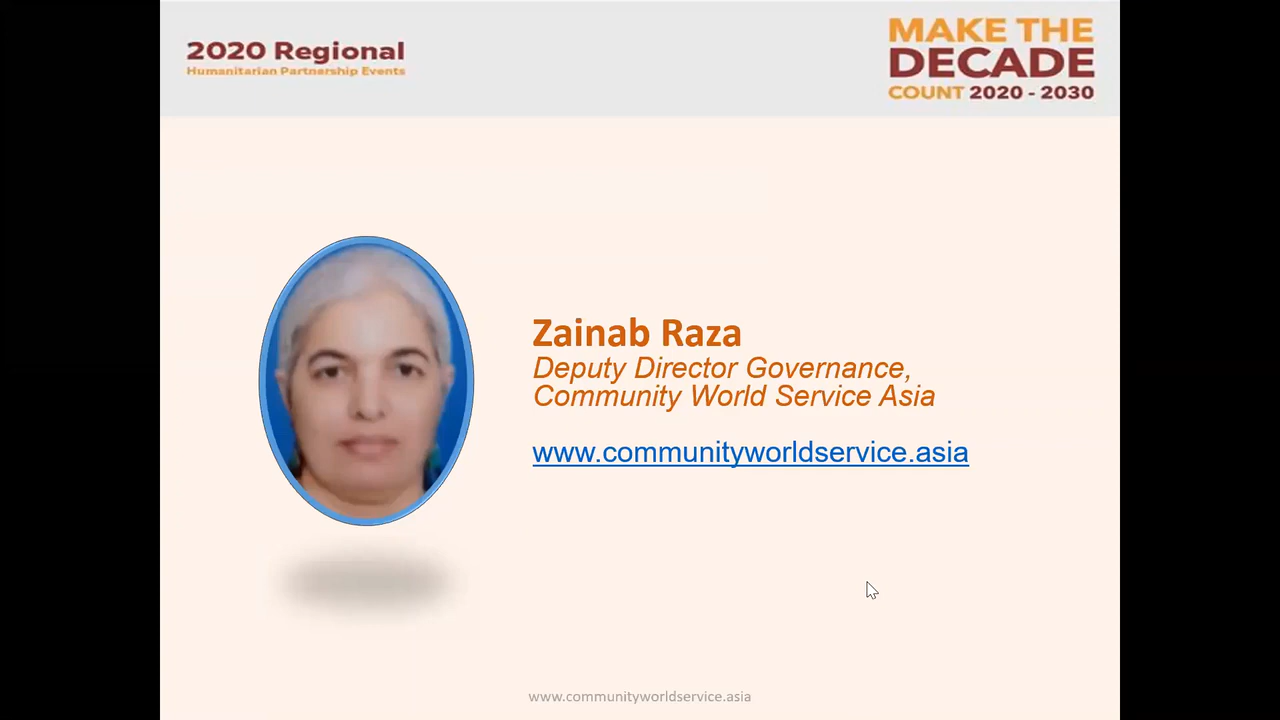 2020 Regional
Humanitarian Partnership Events
MAKE THE
DECADE
COUNT 2020 - 2030
Zainab Raza
Deputy Director Governance,
Community World Service Asia
www.communityworldservice.asia
www.communityworldservice.asia